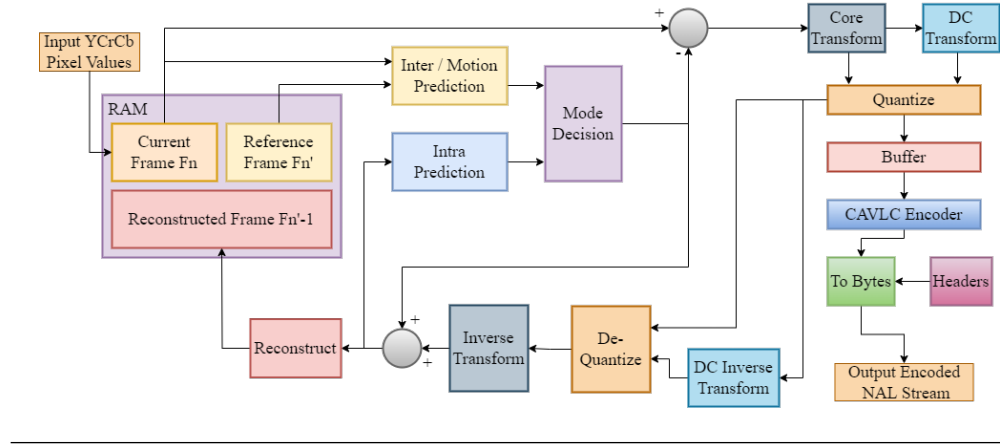 Input YCrCb
Pixel Values
RAM
Current
Frame Fn
Reference
Frame Fn'
Reconstructed Frame Fn'-1
Inter / Motion
Prediction
Intra
Prediction
Mode
Decision
+
-
Core
Transform
DC
Transform
Quantize
Buffer
CAVLC Encoder
To Bytes
Headers
Output Encoded
NAL Stream
DC Inverse
Transform
De-
Quantize
Inverse
Transform
+
+
Reconstruct